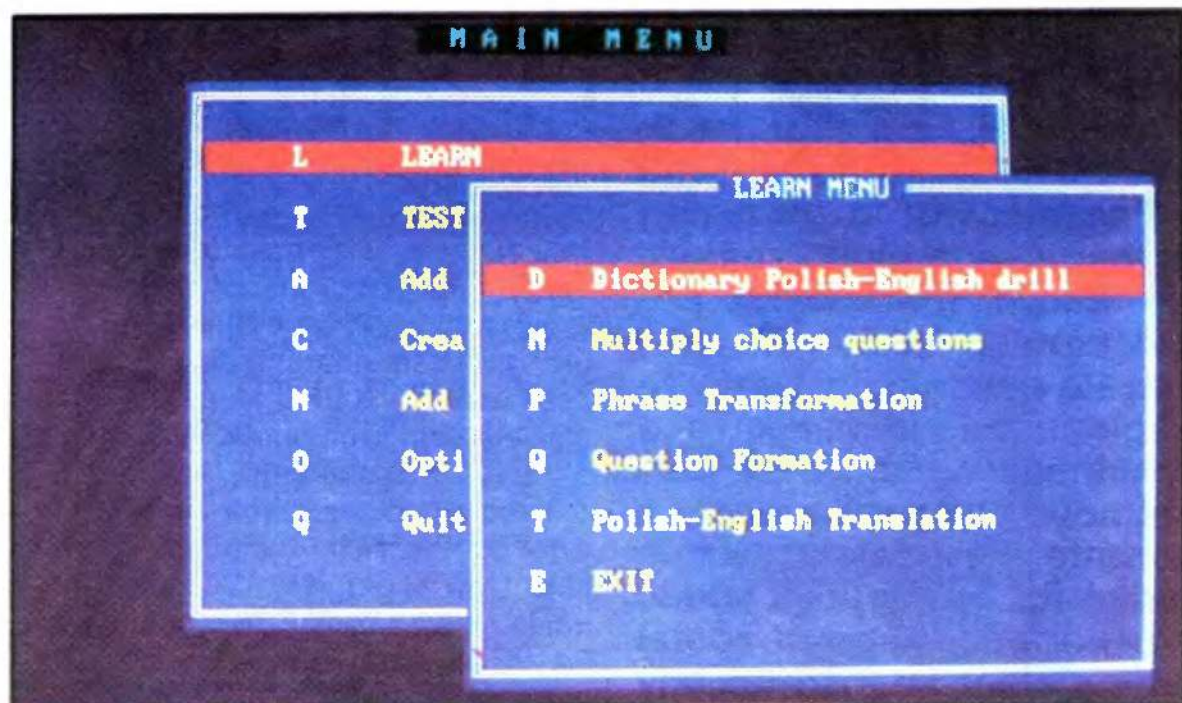 MAIN MENU
L LEARN
T TEST
A Add
C Crea
N Add
O Opti
Q Quit
LEARN MENU
D Dictionary Polish-English drill
M Multiply choice questions
P Phrase Transformation
Q Question Formation
T Polish-English Translation
E EXIT